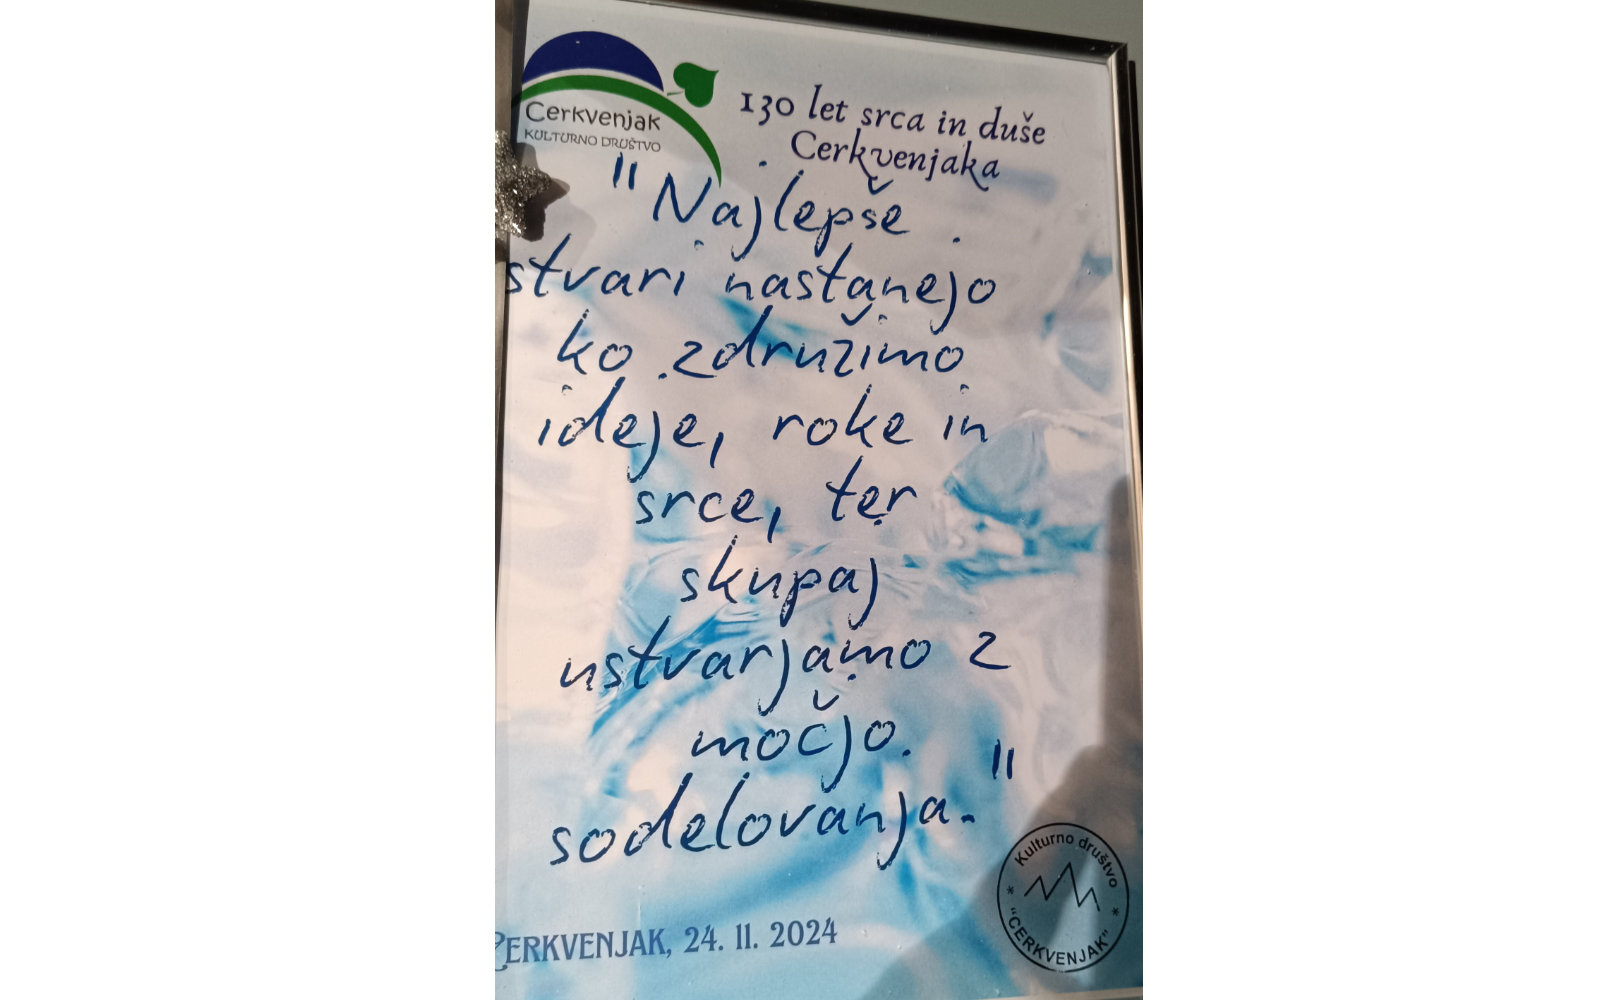 Cerkvenjak
KULTURNO DRUŠTVO
130 let srca in duše
Cerkvenjaka
"Najlepše
stvari nastanejo
ko združimo
ideje, roke in
srce, ter
skupaj
ustvarjamo z
močjo
sodelovanja."
Kulturno društvo
* "CERKVENJAK" *
CERKVENJAK, 24. 11. 2024